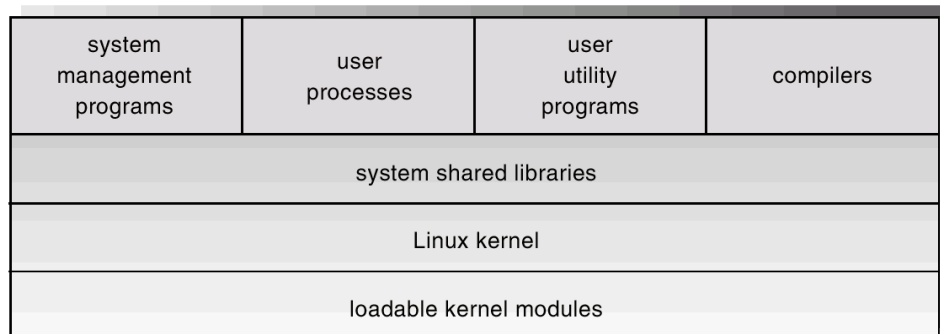 system
management
programs
user
processes
user
utility
programs
compilers
system shared libraries
Linux kernel
loadable kernel modules